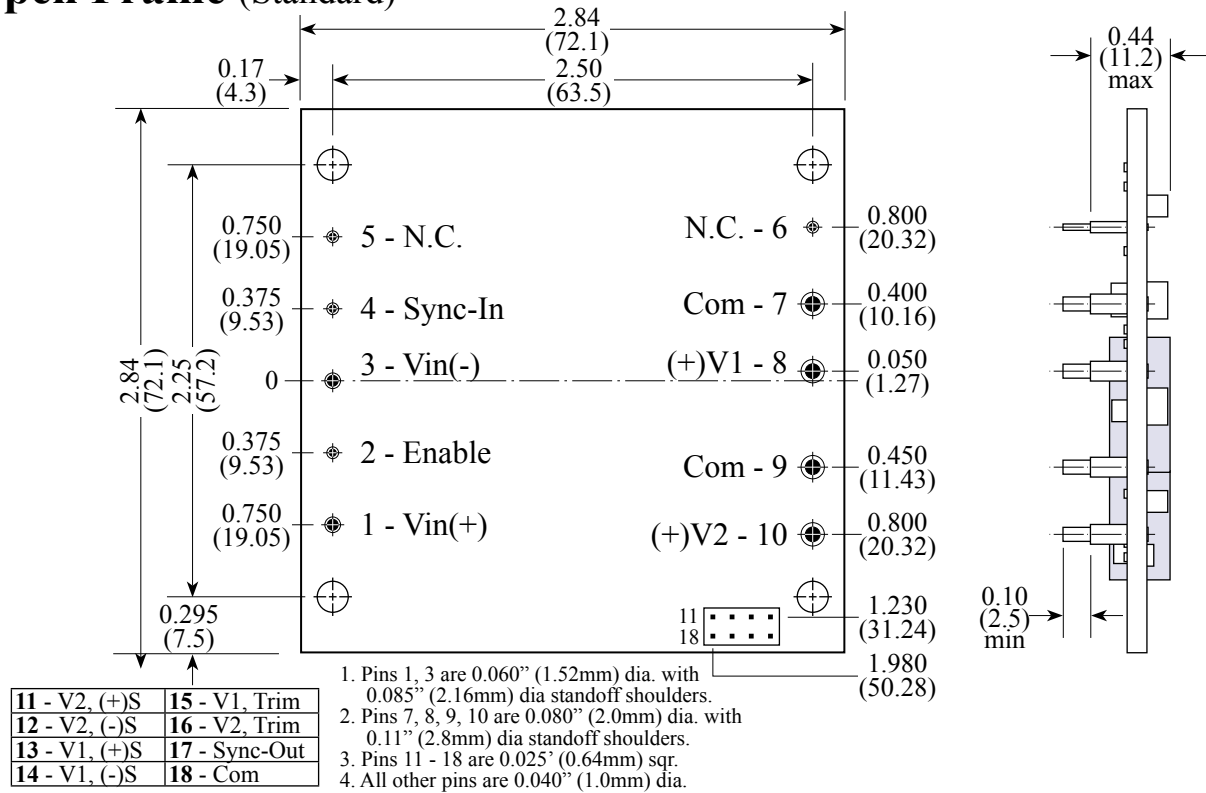 (Standard)
2.84
(72.1)
2.50
(63.5)
0.17
(4.3)
0.44
(11.2)
max
2.84
(72.1)
2.25
(57.2)
0.750
(19.05)
5 - N.C.
N.C. - 6
0.800
(20.32)
0.375
(9.53)
4 - Sync-In
Com - 7
0.400
(10.16)
0
3 - Vin(-)
(+)V1 - 8
0.050
(1.27)
0.375
(9.53)
2 - Enable
Com - 9
0.450
(11.43)
0.750
(19.05)
1 - Vin(+)
(+)V2 - 10
0.800
(20.32)
0.295
(7.5)
11
18
1.230
(31.24)
1.980
(50.28)
0.10
(2.5)
min
11 - V2, (+)S 15 - V1, Trim
12 - V2, (-)S 16 - V2, Trim
13 - V1, (+)S 17 - Sync-Out
14 - V1, (-)S 18 - Com
1. Pins 1, 3 are 0.060” (1.52mm) dia. with
0.085” (2.16mm) dia standoff shoulders.
2. Pins 7, 8, 9, 10 are 0.080” (2.0mm) dia. with
0.11” (2.8mm) dia standoff shoulders.
3. Pins 11 - 18 are 0.025’ (0.64mm) sqr.
4. All other pins are 0.040” (1.0mm) dia.